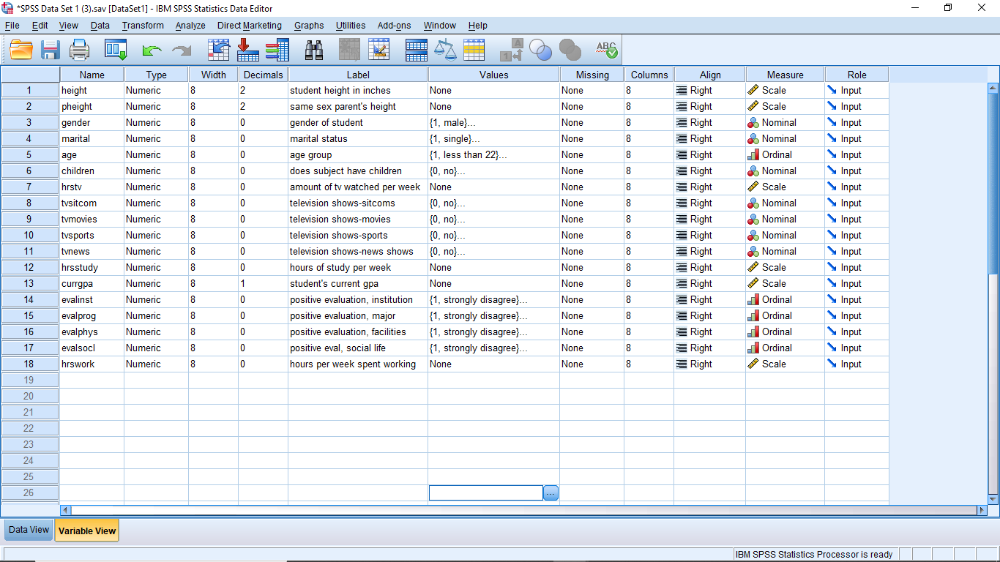 *SPSS Data Set 1 (3).sav [DataSet1] - IBM SPSS Statistics Data Editor
File Edit View Data Transform Analyze Direct Marketing Graphs Utilities Add-ons Window Help
A
1
ABC
Name Type Width Decimals Label Values Missing Columns Align Measure Role
1 height Numeric 8 2 student height in inches None None 8 Right Scale Input
2 pheight Numeric 8 2 same sex parent's height None None 8 Right Scale Input
3 gender Numeric 8 0 gender of student {1, male}... None 8 Right Nominal Input
4 marital Numeric 8 0 marital status {1, single}... None 8 Right Nominal Input
5 age Numeric 8 0 age group {1, less than 22}... None 8 Right Ordinal Input
6 children Numeric 8 0 does subject have children {0, no}... None 8 Right Nominal Input
7 hrstv Numeric 8 0 amount of tv watched per week None None 8 Right Scale Input
8 tvsitcom Numeric 8 0 television shows-sitcoms {0, no}... None 8 Right Nominal Input
9 tvmovies Numeric 8 0 television shows-movies {0, no}... None 8 Right Nominal Input
10 tvsports Numeric 8 0 television shows-sports {0, no}... None 8 Right Nominal Input
11 tvnews Numeric 8 0 television shows-news shows {0, no}... None 8 Right Nominal Input
12 hrsstudy Numeric 8 0 hours of study per week None None 8 Right Scale Input
13 currgpa Numeric 8 1 student's current gpa None None 8 Right Scale Input
14 evalinst Numeric 8 0 positive evaluation, institution {1, strongly disagree}... None 8 Right Ordinal Input
15 evalprog Numeric 8 0 positive evaluation, major {1, strongly disagree}... None 8 Right Ordinal Input
16 evalphys Numeric 8 0 positive evaluation, facilities {1, strongly disagree}... None 8 Right Ordinal Input
17 evalsocl Numeric 8 0 positive eval, social life {1, strongly disagree}... None 8 Right Ordinal Input
18 hrswork Numeric 8 0 hours per week spent working None None 8 Right Scale Input
19
20
21
22
23
24
25
26 ...
Data View Variable View
IBM SPSS Statistics Processor is ready